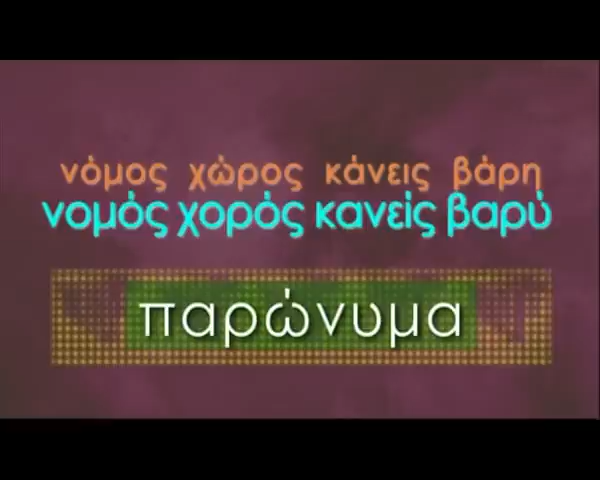 νόμος χώρος κάνεις βάρη
νομός χορός κανείς βαρύ
παρώνυμα